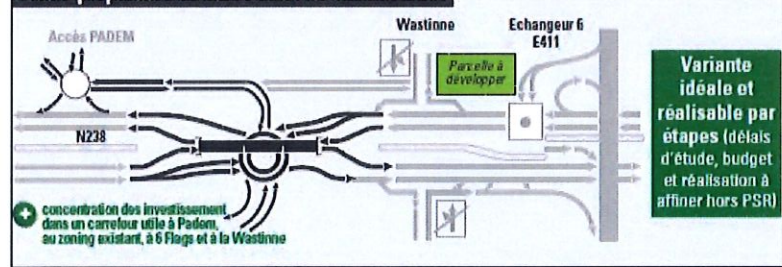 Accès PADEM
Wastinne
Echangeur 6
E411
Parcelle à
développer
N238
Variante
idéale et
réalisable par
étapes (délais
d'étude, budget
et réalisation à
affiner hors PSR)
+ concentration des investissement
dans un carrefour utile à Padem,
au zoning existant, à 6 Flags et à la Wastinne